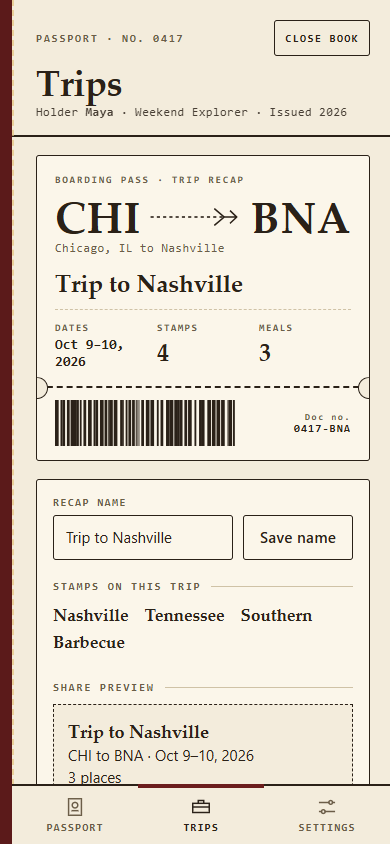 PASSPORT · NO. 0417
CLOSE BOOK
Trips
Holder Maya · Weekend Explorer · Issued 2026
BOARDING PASS · TRIP RECAP
CHI BNA
Chicago, IL to Nashville
Trip to Nashville
DATES STAMPS MEALS
Oct 9–10, 2026 4 3
Doc no.
0417-BNA
RECAP NAME
Trip to Nashville Save name
STAMPS ON THIS TRIP
Nashville Tennessee Southern
Barbecue
SHARE PREVIEW
Trip to Nashville
CHI to BNA · Oct 9–10, 2026
3 places
PASSPORT TRIPS SETTINGS